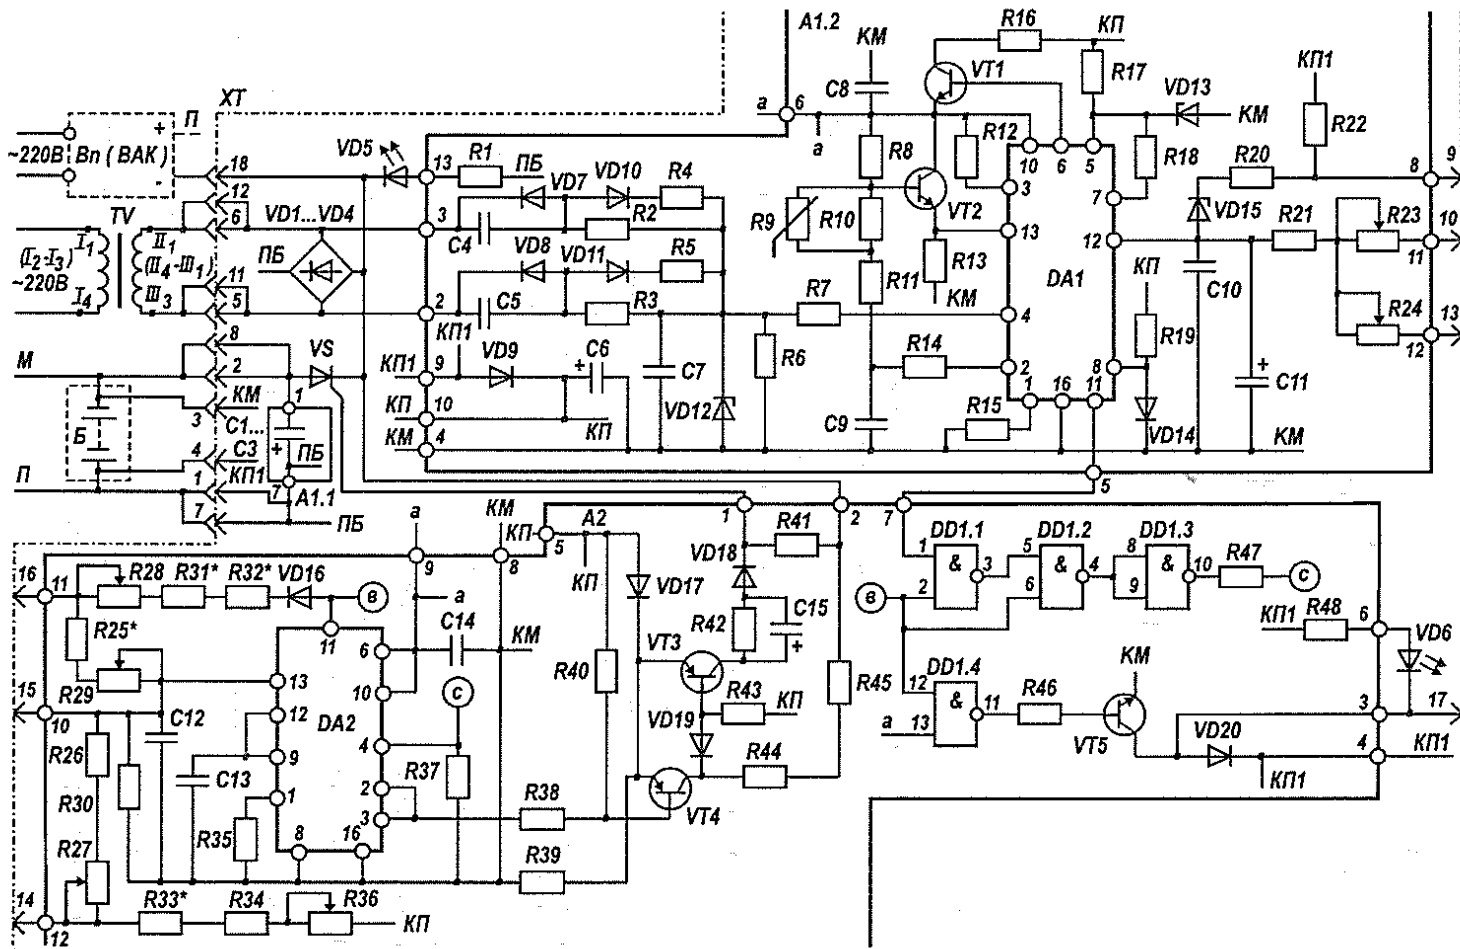 A1.2
R16
КП
КМ
VT1
R17
КП1
ХТ
C8
VD13
КМ
R22
+ П
~220В Вп (ВАК)
-
а 6
а
R8
R12
10 6 5
R18
R20
8 9
18
VD5
13 R1 ПБ
VD7 VD10 R4
3
7
12
TV
6 VD1...VD4
3
C4
R2
R9 R10
VT2
13
12
VD15
R21
R23
10
11
I1 II1
(I2-I3) (II4-III1)
~220В
I4 III3
ПБ
VD8 VD11 R5
R11
R13
КМ
DA1
КП
C10
11
5
2
C5
R3
R7
4
R24
13
12
8
КП1
VD9
C6
+
C7
R6
R14
2
R19
8
М
2
VS
КП1 9
1 16 11
+
C11
1
КМ
3
C1...
C3
КП 10
КП
VD12
C9
R15
VD14
Б
4
+
ПБ
КМ 4
КМ
П
1 КП1
7 A1.1
5
7
ПБ
а
КМ
КП
A2
5
1
R41
2
7
DD1.1 DD1.2 DD1.3
16 11
R28 R31* R32* VD16
в
9
8
КП
VD18
1
&
3
5
&
4
8
&
10
R47
с
а
VD17
в
2
6
9
R25*
C14
КМ
R42
C15
+
КП1 R48 6
VD6
11
6
VT3
15
R29
13
10
с
R40
R43
КП
R45
DD1.4
КМ
10
C12
12
DA2
VD19
12
&
11
R46
3 17
R26
9
4
а 13
VT5
VD20
4 КП1
C13
R37
R44
КП1
R30
1
2
R38
VT4
3
R35
8 16
R39
R27
14
R33* R34 R36
КП
12